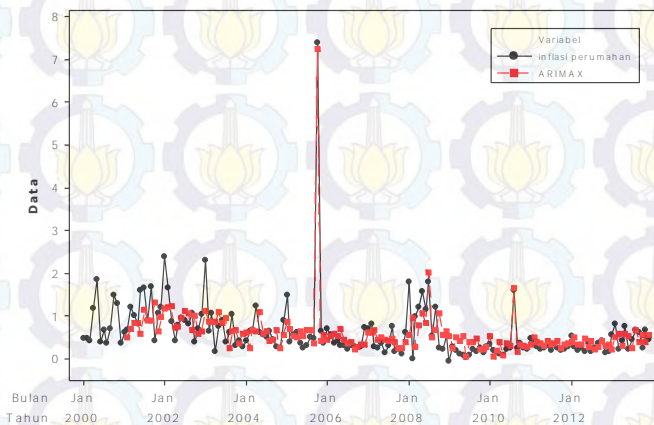 8
7
6
5
4
3
2
1
0
Data
Variabel
inflasi perumahan
ARIMAX
Bulan Jan Jan Jan Jan Jan Jan Jan
Tahun 2000 2002 2004 2006 2008 2010 2012